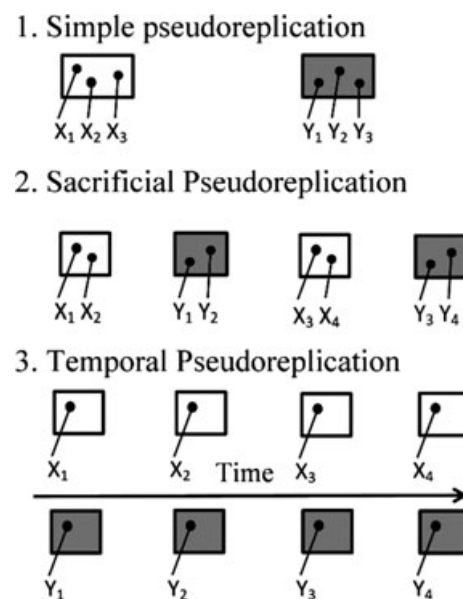 1. Simple pseudoreplication
X₁ X₂ X₃ Y₁ Y₂ Y₃
2. Sacrificial Pseudoreplication
X₁ X₂ Y₁ Y₂ X₃ X₄ Y₃ Y₄
3. Temporal Pseudoreplication
X₁ X₂ X₃ X₄
Time
Y₁ Y₂ Y₃ Y₄